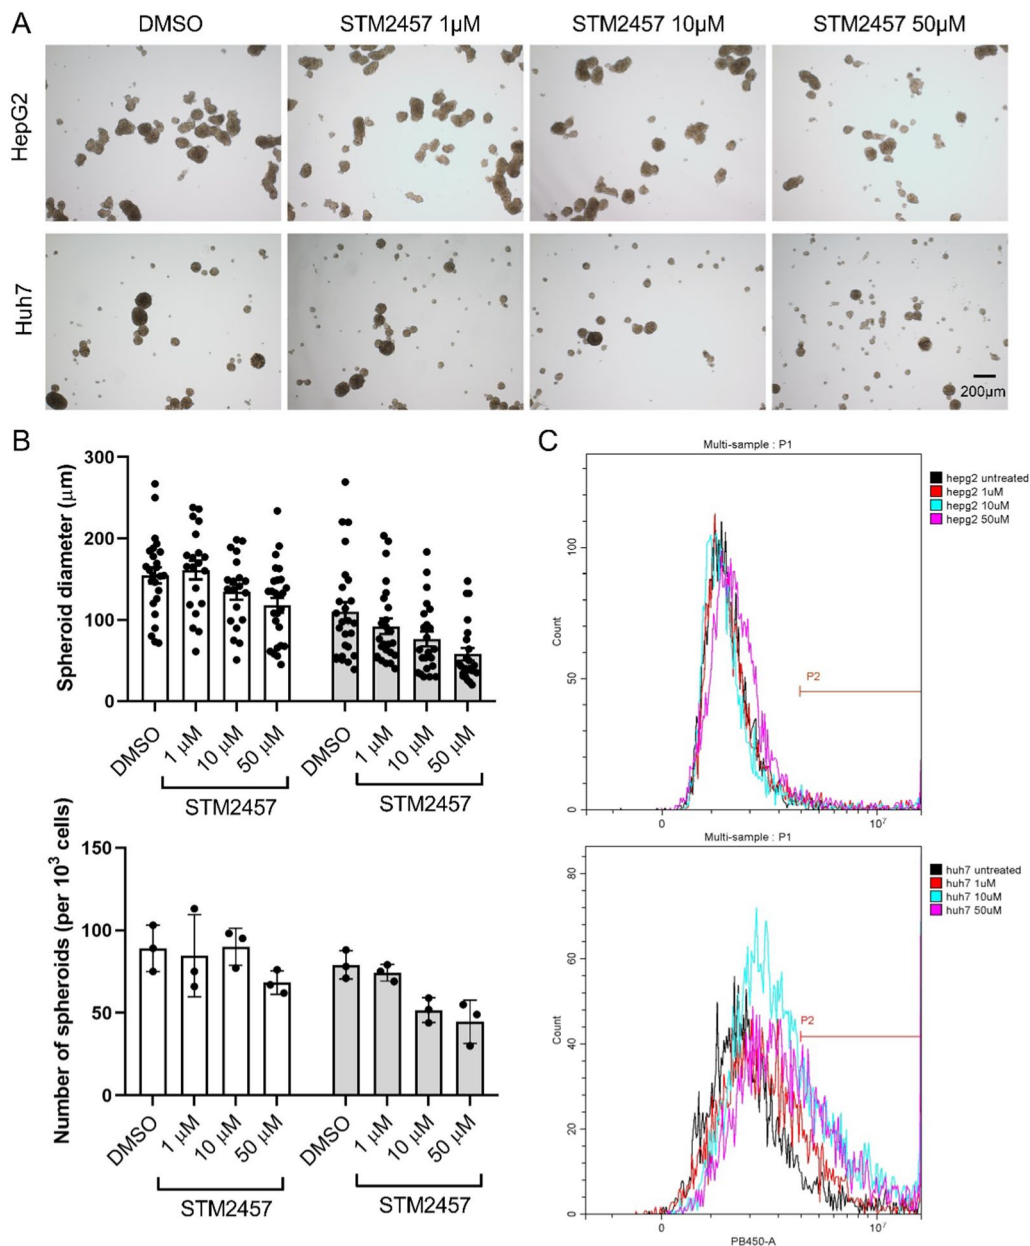 A
DMSO
STM2457 1μM
STM2457 10μM
STM2457 50μM
HepG2
Huh7
200μm
B
Spheroid diameter (μm)
300
200
100
0
DMSO
1 μM
10 μM
50 μM
STM2457
DMSO
1 μM
10 μM
50 μM
STM2457
Number of spheroids (per 10³ cells)
150
100
50
0
DMSO
1 μM
10 μM
50 μM
STM2457
DMSO
1 μM
10 μM
50 μM
STM2457
C
Multi-sample : P1
hepg2 untreated
hepg2 1uM
hepg2 10uM
hepg2 50uM
Count
100
50
0
P2
0
10⁷
Multi-sample : P1
huh7 untreated
huh7 1uM
huh7 10uM
huh7 50uM
Count
80
60
40
20
0
P2
0
10⁷
PB450-A